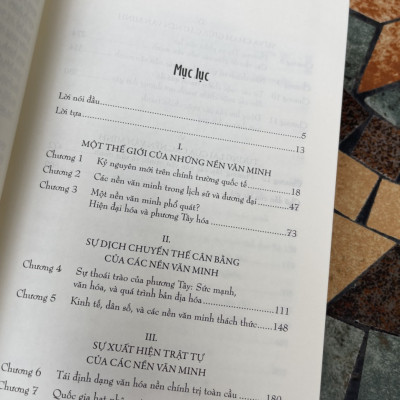 Mục lục
Lời nói đầu 5
Lời tựa 13
I.
MỘT THẾ GIỚI CỦA NHỮNG NỀN VĂN MINH
Chương 1 Kỷ nguyên mới trên chính trường quốc tế 18
Chương 2 Các nền văn minh trong lịch sử và đương đại 47
Chương 3 Một nền văn minh phổ quát?
Hiện đại hóa và phương Tây hóa 73
II.
SỰ DỊCH CHUYỂN THẾ CÂN BẰNG
CỦA CÁC NỀN VĂN MINH
Chương 4 Sự thoái trào của phương Tây: Sức mạnh,
văn hóa, và quá trình bản địa hóa 111
Chương 5 Kinh tế, dân số, và các nền văn minh thách thức 148
III.
SỰ XUẤT HIỆN TRẬT TỰ
CỦA CÁC NỀN VĂN MINH
Chương 6 Tái định dạng văn hóa nền chính trị toàn cầu 180
Chương 7 Quốc gia hạt